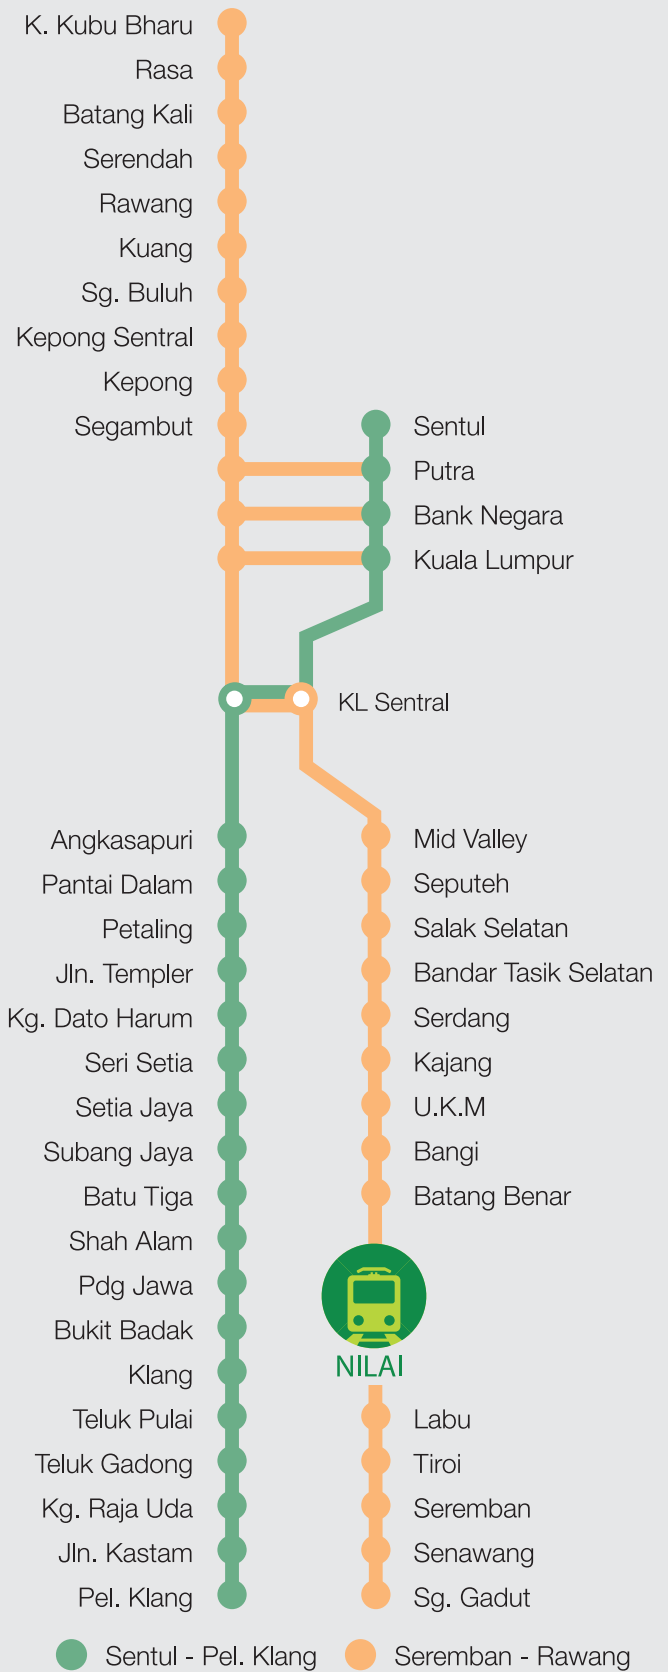 K. Kubu Bharu
Rasa
Batang Kali
Serendah
Rawang
Kuang
Sg. Buluh
Kepong Sentral
Kepong
Segambut
Sentul
Putra
Bank Negara
Kuala Lumpur
KL Sentral
Angkasapuri
Pantai Dalam
Petaling
Jln. Templer
Kg. Dato Harum
Seri Setia
Setia Jaya
Subang Jaya
Batu Tiga
Shah Alam
Pdg Jawa
Bukit Badak
Klang
Teluk Pulai
Teluk Gadong
Kg. Raja Uda
Jln. Kastam
Pel. Klang
Mid Valley
Seputeh
Salak Selatan
Bandar Tasik Selatan
Serdang
Kajang
U.K.M
Bangi
Batang Benar
NILAI
Labu
Tiroi
Seremban
Senawang
Sg. Gadut
Sentul - Pel. Klang
Seremban - Rawang